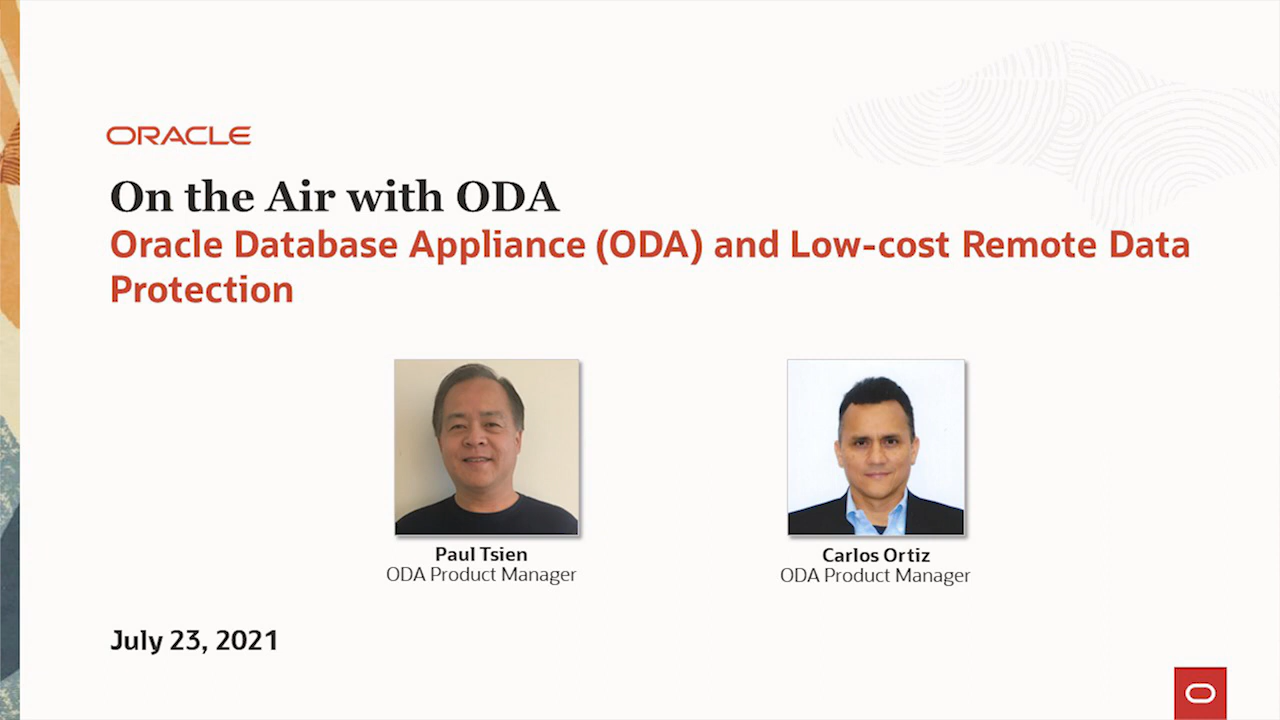 ORACLE
On the Air with ODA
Oracle Database Appliance (ODA) and Low-cost Remote Data
Protection
Paul Tsien
ODA Product Manager
Carlos Ortiz
ODA Product Manager
July 23, 2021